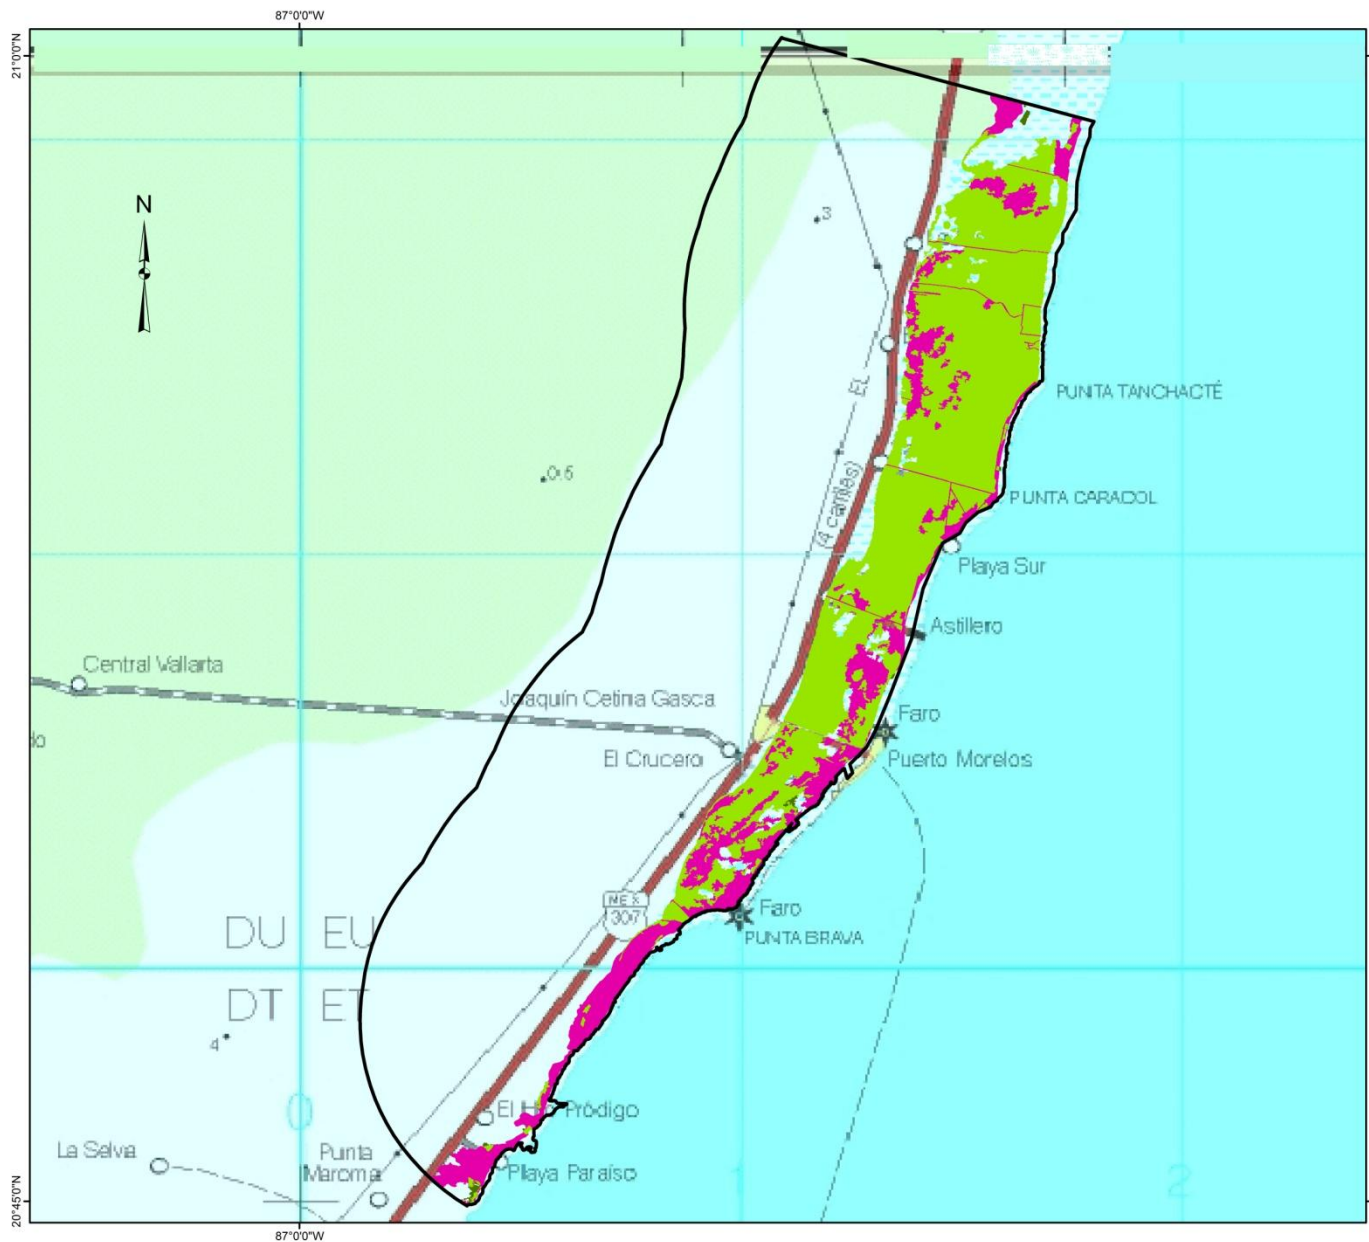 87°0'0"W
21°0'0"N
N
3
EL
PUNTA TANCHACTÉ
0.5
(4 carriles)
PUNTA CARACOL
Playa Sur
Astillero
Central Vallarta
Joaquín Cetina Gasca
Faro
El Crucero
Puerto Morelos
do
MEX
307
Faro
PUNTA BRAVA
DU EU
DT ET
4
0
El H Pródigo
La Selva
Punta
Maroma
Playa Paraíso
1
2
20°45'0"N
87°0'0"W